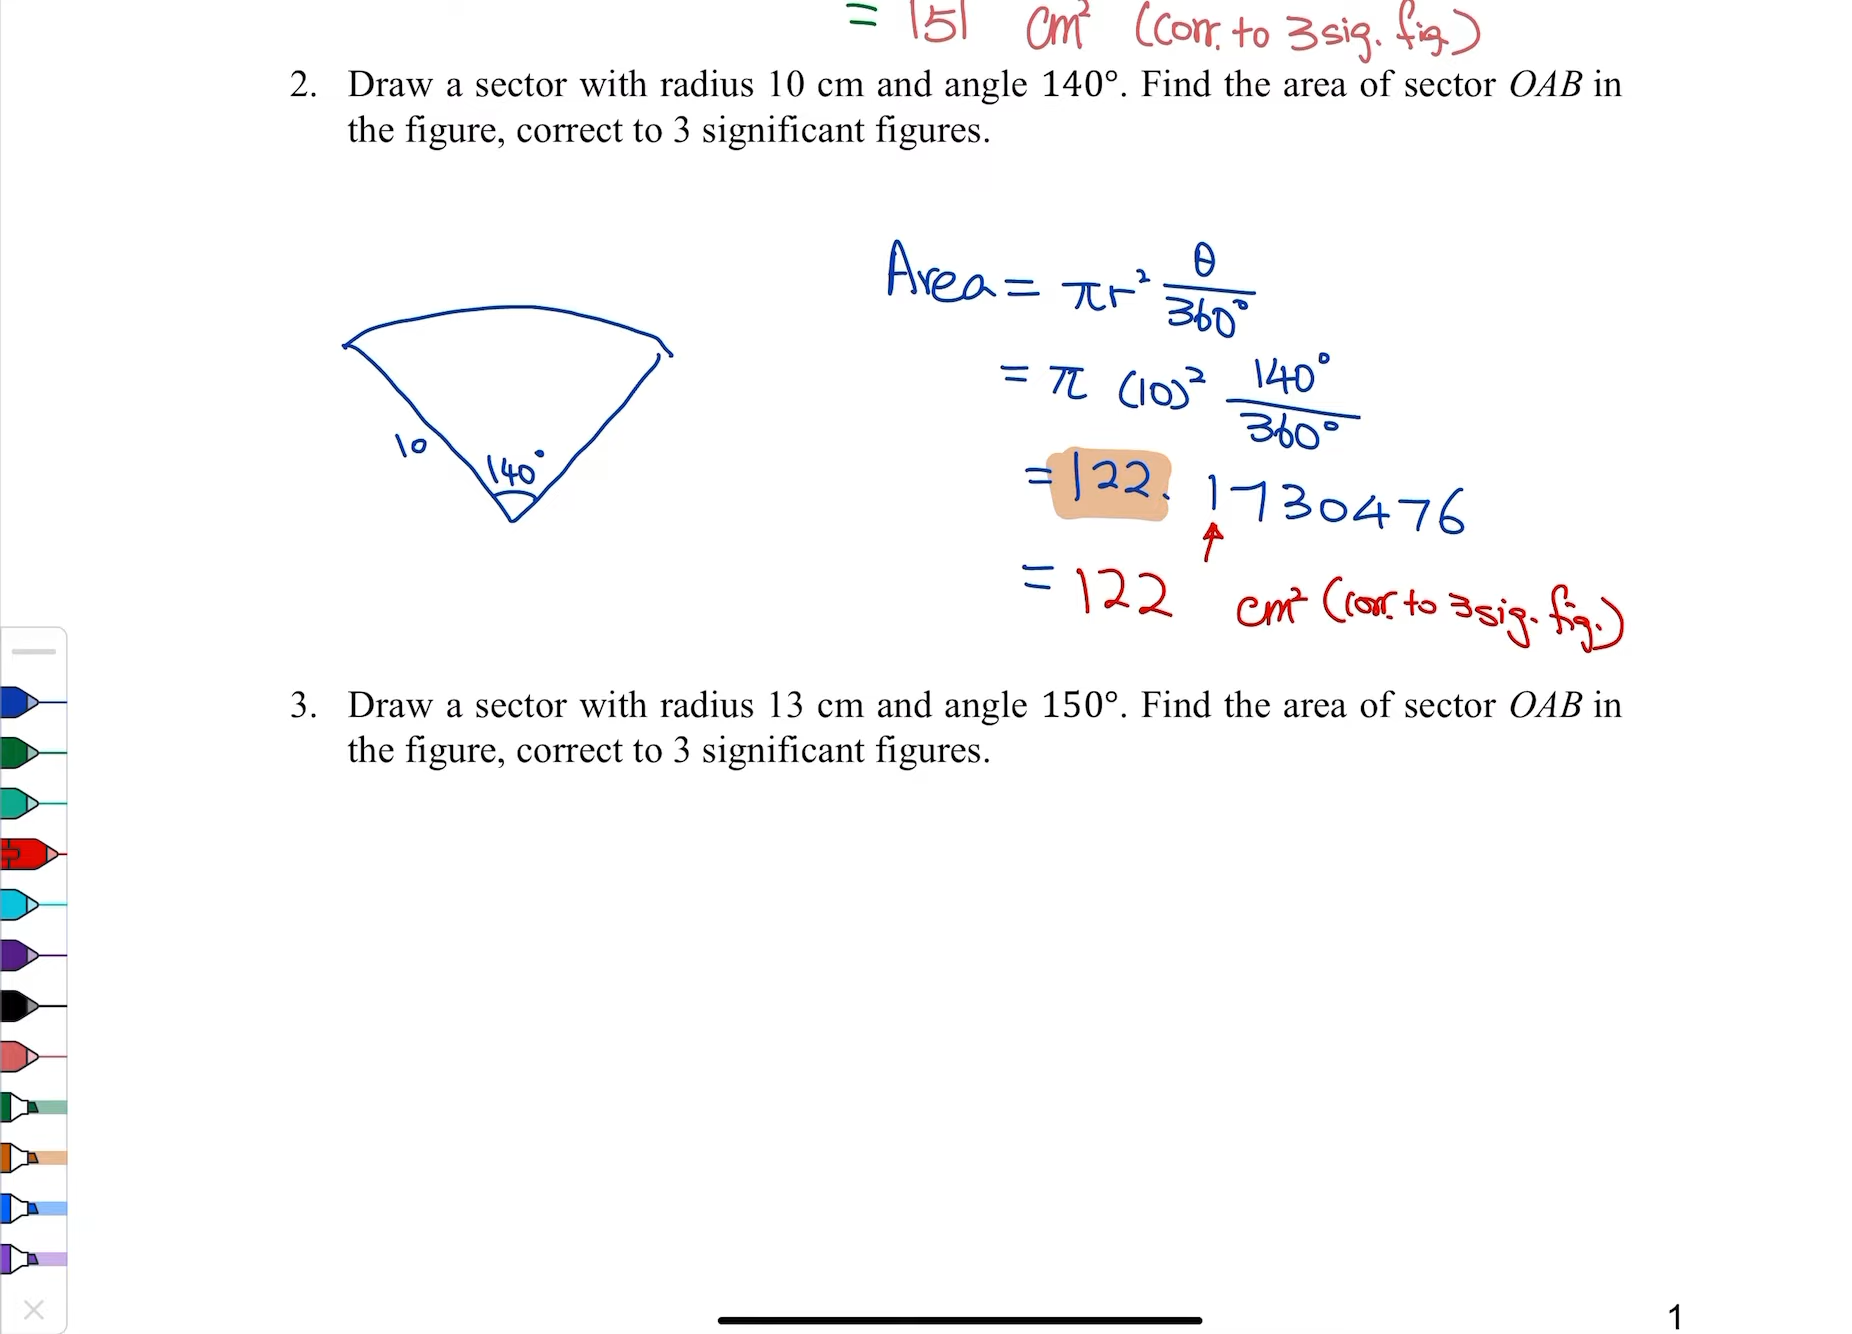 = 151 cm² (corr. to 3 sig. fig.)
2. Draw a sector with radius 10 cm and angle 140°. Find the area of sector OAB in
the figure, correct to 3 significant figures.
10
140°
Area = πr² θ/360°
= π (10)² 140°/360°
= 122.1730476
= 122 cm² (corr. to 3 sig. fig.)
3. Draw a sector with radius 13 cm and angle 150°. Find the area of sector OAB in
the figure, correct to 3 significant figures.
1